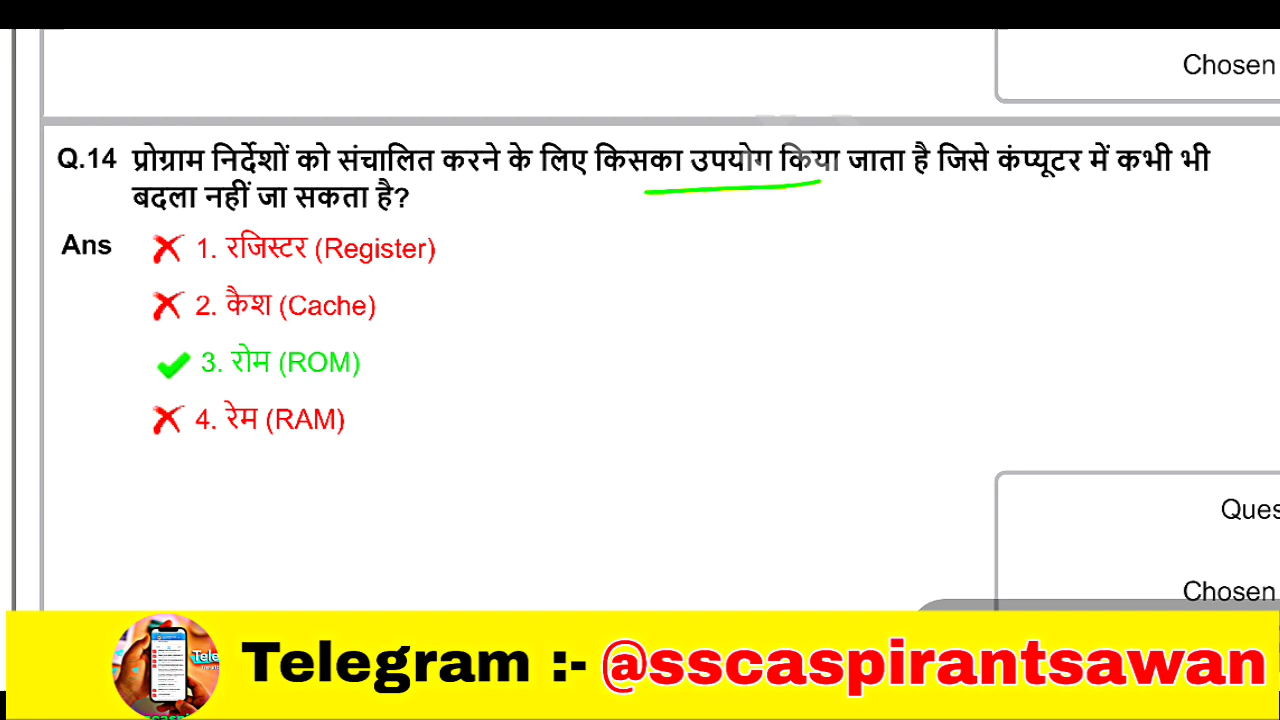 Chosen
Q.14 प्रोग्राम निर्देशों को संचालित करने के लिए किसका उपयोग किया जाता है जिसे कंप्यूटर में कभी भी
बदला नहीं जा सकता है?
Ans 1. रजिस्टर (Register)
2. कैश (Cache)
3. रोम (ROM)
4. रेम (RAM)
Ques
Chosen
Telegram :- @sscaspirantsawan